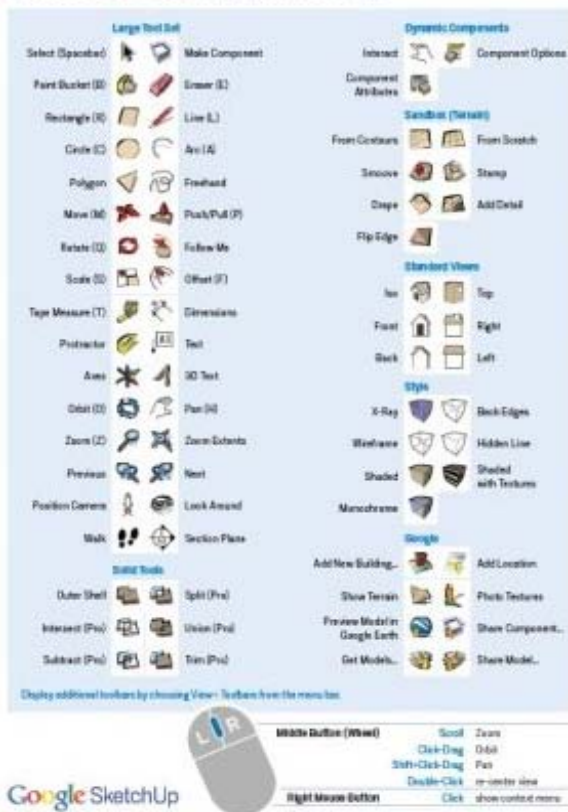 Large Tool Set
Select (Spacebar) Make Component
Paint Bucket (B) Eraser (E)
Rectangle (R) Line (L)
Circle (C) Arc (A)
Polygon Freehand
Move (M) Push/Pull (P)
Rotate (Q) Follow Me
Scale (S) Offset (F)
Tape Measure (T) Dimensions
Protractor Text
Axes 3D Text
Orbit (O) Pan (H)
Zoom (Z) Zoom Extents
Previous Next
Position Camera Look Around
Walk Section Plane
Solid Tools
Outer Shell Split (Pro)
Intersect (Pro) Union (Pro)
Subtract (Pro) Trim (Pro)
Dynamic Components
Interact Component Options
Component
Attributes
Sandbox (Terrain)
From Contours From Scratch
Smoove Stamp
Drape Add Detail
Flip Edge
Standard Views
Iso Top
Front Right
Back Left
Style
X-Ray Back Edges
Wireframe Hidden Line
Shaded Shaded
with Textures
Monochrome
Google
Add New Building... Add Location
Show Terrain Photo Textures
Preview Model in
Google Earth Share Component...
Get Models... Share Model...
Display additional toolbars by choosing View > Toolbars from the menu bar.
L R
Middle Button (Wheel) Scroll Zoom
Click-Drag Orbit
Shift-Click-Drag Pan
Double-Click re-center view
Right Mouse Button Click show context menu
Google SketchUp